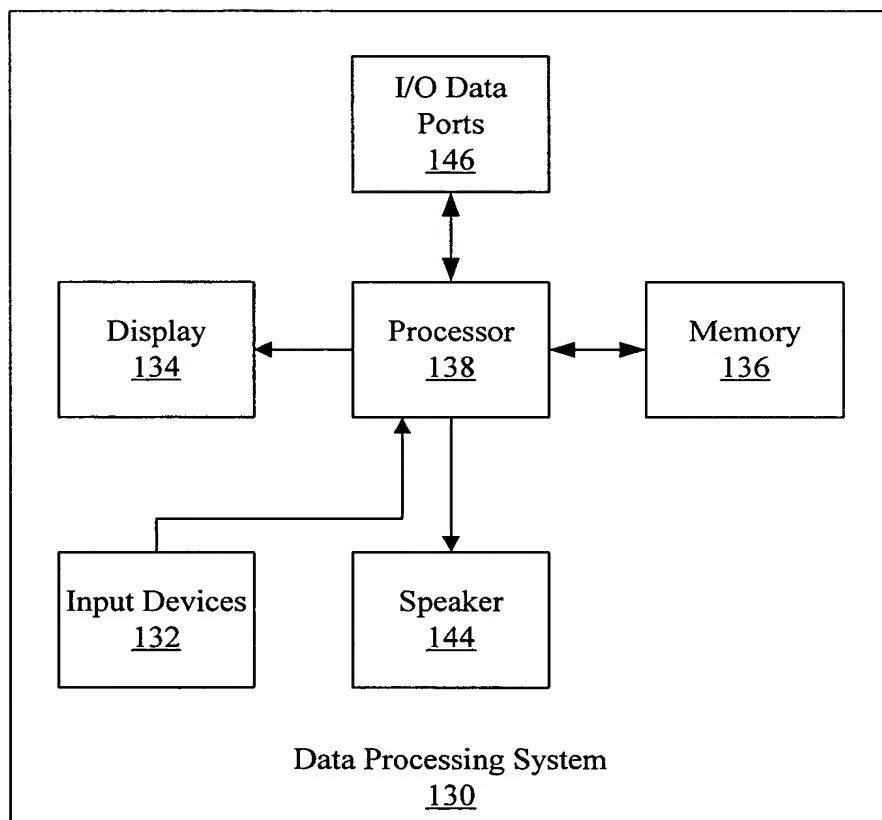 I/O Data
Ports
146
Display
134
Processor
138
Memory
136
Input Devices
132
Speaker
144
Data Processing System
130